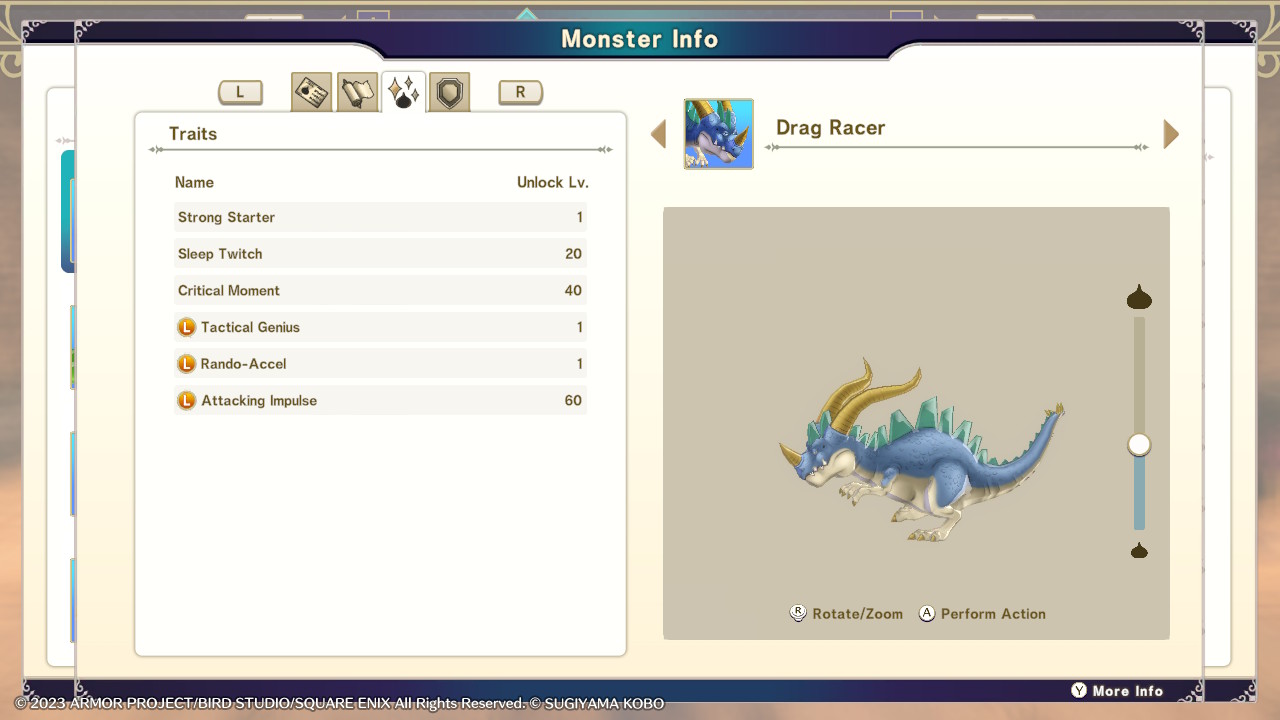 Monster Info
L
R
Traits
Name Unlock Lv.
Strong Starter 1
Sleep Twitch 20
Critical Moment 40
L Tactical Genius 1
L Rando-Accel 1
L Attacking Impulse 60
Drag Racer
R Rotate/Zoom A Perform Action
Y More Info
© 2023 ARMOR PROJECT/BIRD STUDIO/SQUARE ENIX All Rights Reserved. © SUGIYAMA KOBO